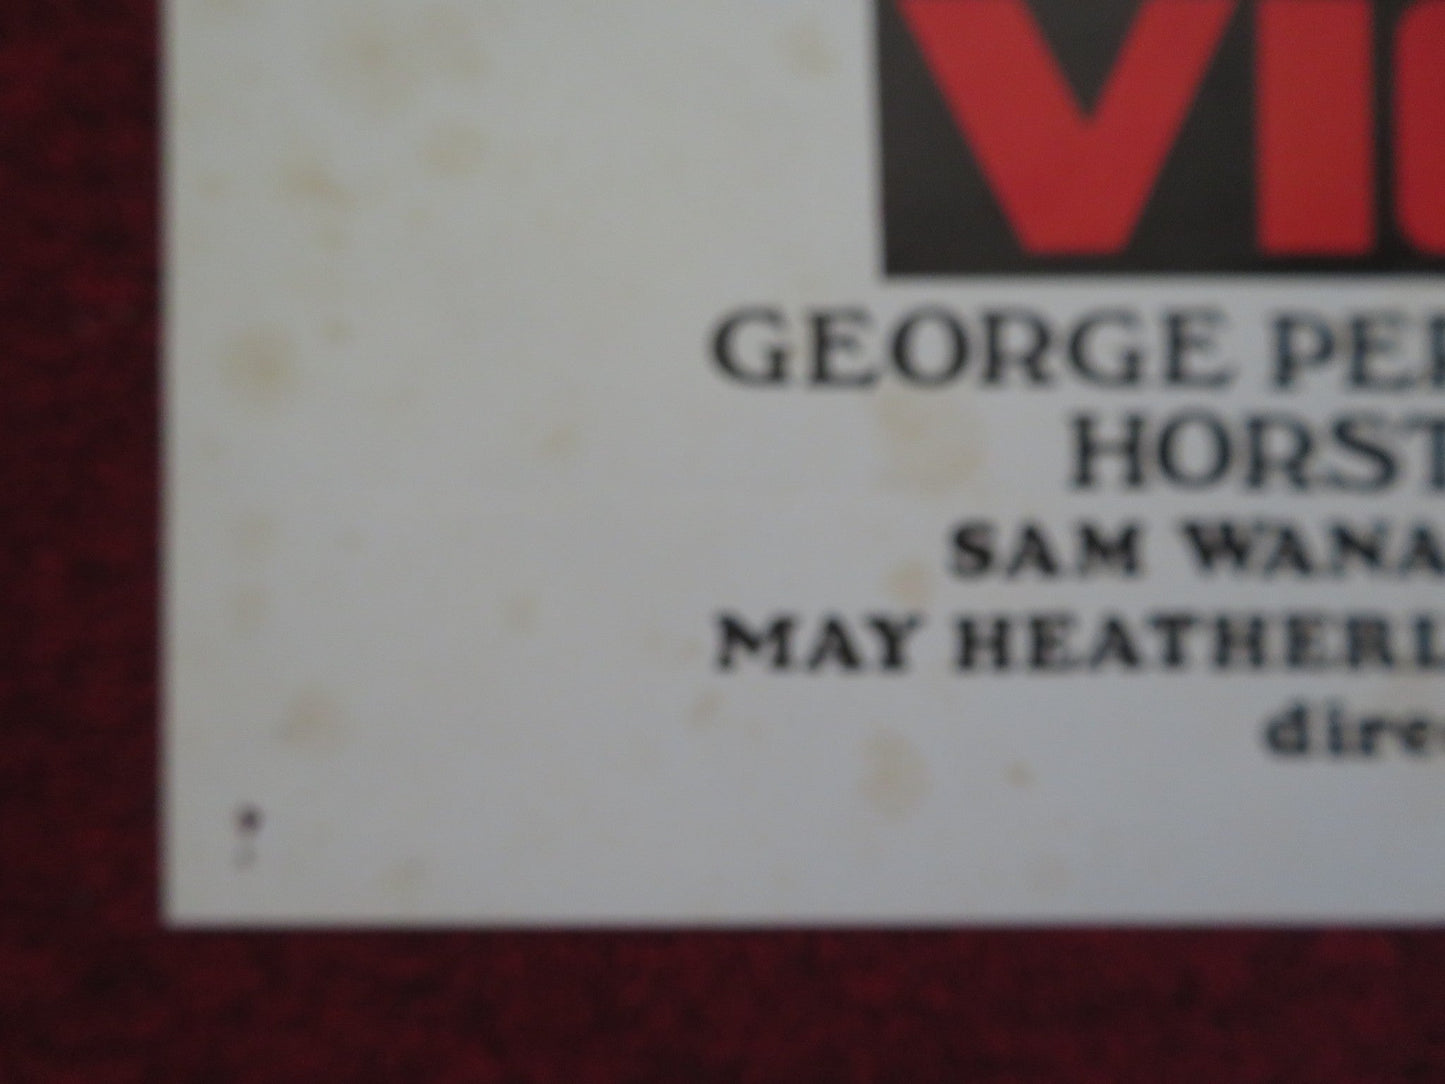 VI
GEORGE PE
HORST
SAM WANA
MAY HEATHERL
dire